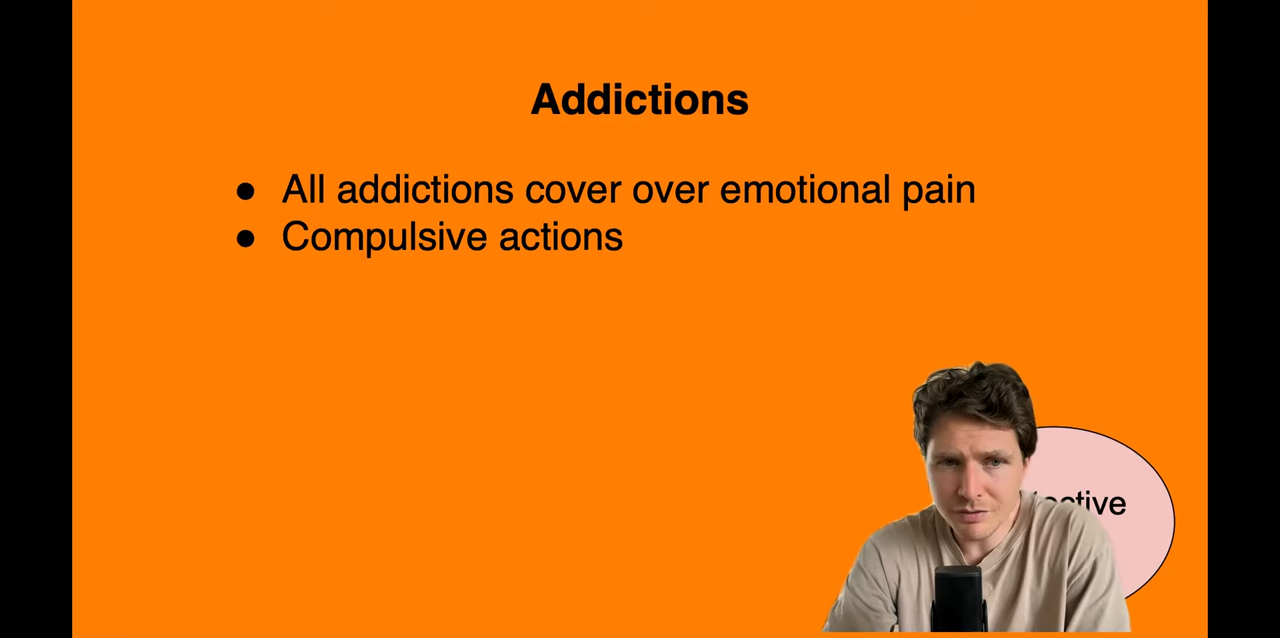 Addictions
● All addictions cover over emotional pain
● Compulsive actions